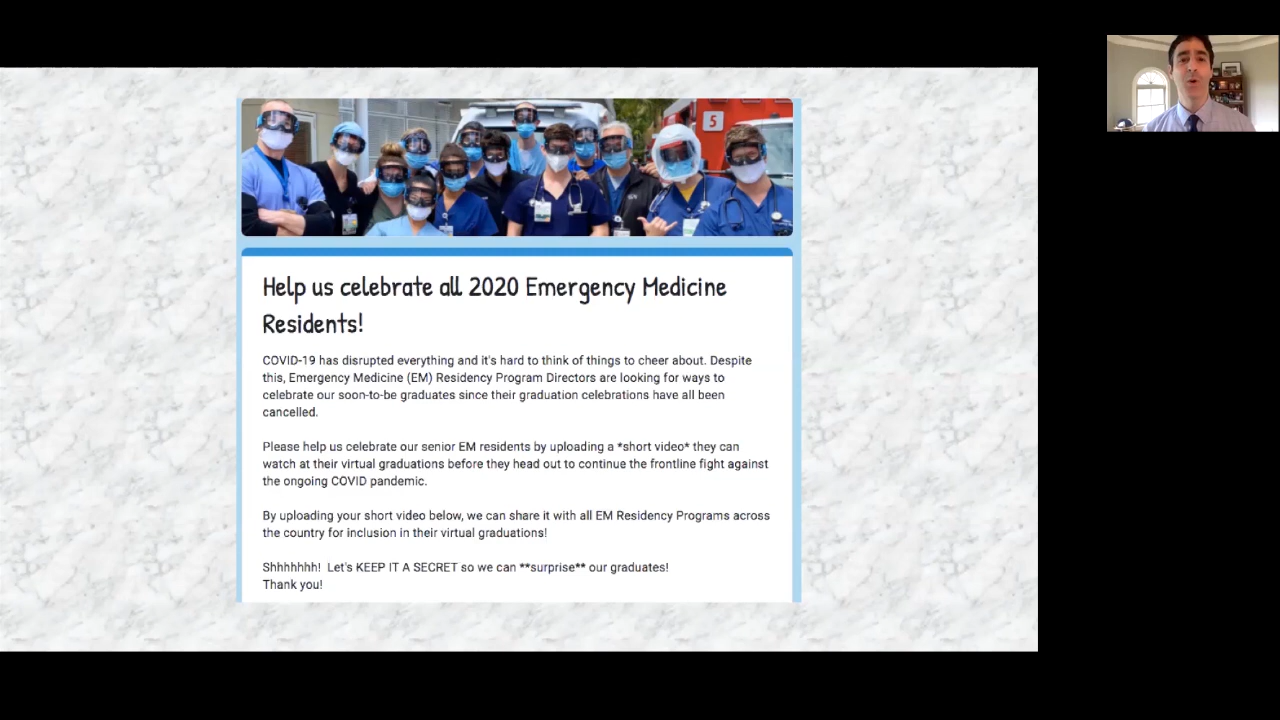 5
Help us celebrate all 2020 Emergency Medicine
Residents!
COVID-19 has disrupted everything and it's hard to think of things to cheer about. Despite
this, Emergency Medicine (EM) Residency Program Directors are looking for ways to
celebrate our soon-to-be graduates since their graduation celebrations have all been
cancelled.
Please help us celebrate our senior EM residents by uploading a *short video* they can
watch at their virtual graduations before they head out to continue the frontline fight against
the ongoing COVID pandemic.
By uploading your short video below, we can share it with all EM Residency Programs across
the country for inclusion in their virtual graduations!
Shhhhhhh! Let's KEEP IT A SECRET so we can **surprise** our graduates!
Thank you!